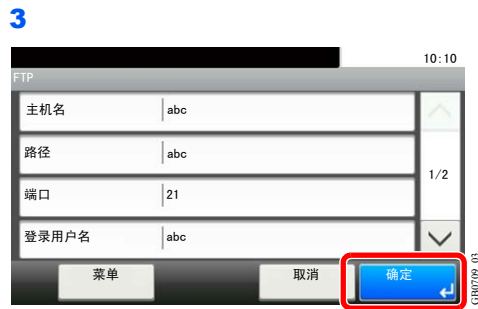 3
10:10
FTP
主机名 abc
路径 abc
1/2
端口 21
登录用户名 abc
菜单 取消 确定
GB0709_03